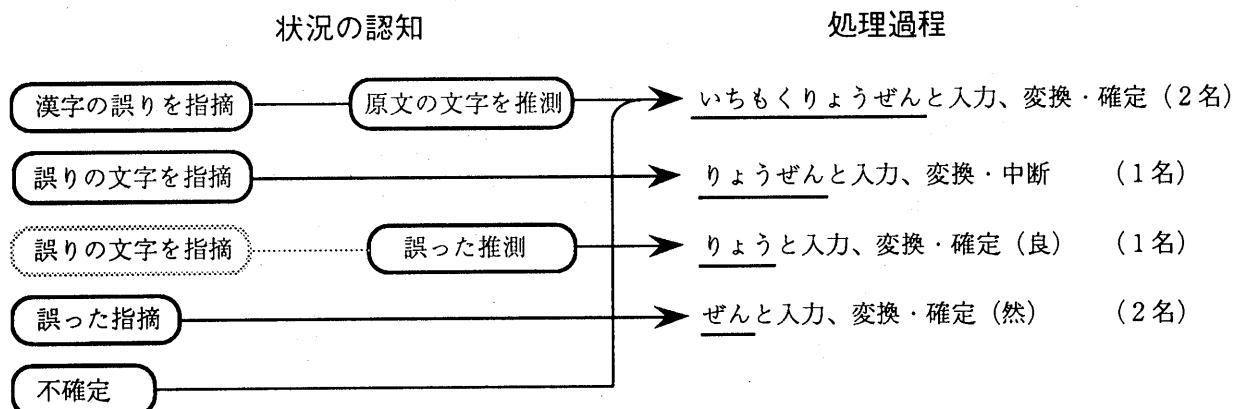 状況の認知 処理過程
漢字の誤りを指摘 原文の文字を推測 いちもくりょうぜんと入力、変換・確定（2名）
誤りの文字を指摘 りょうぜんと入力、変換・中断 （1名）
誤りの文字を指摘 誤った推測 りょうと入力、変換・確定（良） （1名）
誤った指摘 ぜんと入力、変換・確定（然） （2名）
不確定